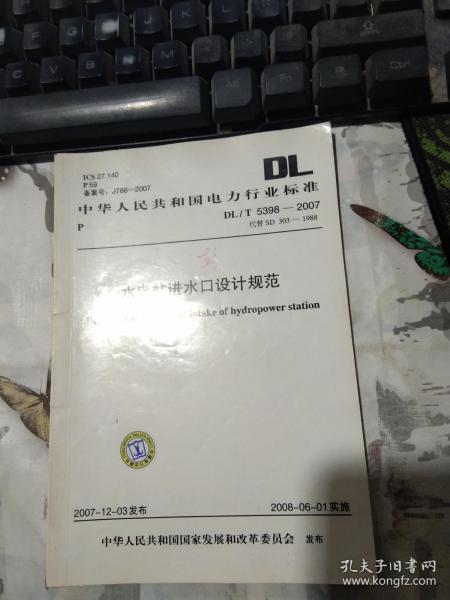 ICS 27.140
P 59
备案号：J766－2007
DL
中华人民共和国电力行业标准
P
DL / T 5398 — 2007
代替 SD 303 — 1988
水电站进水口设计规范
intake of hydropower station
2007-12-03发布
2008-06-01实施
中华人民共和国国家发展和改革委员会 发布
孔夫子旧书网
www.kongfz.com